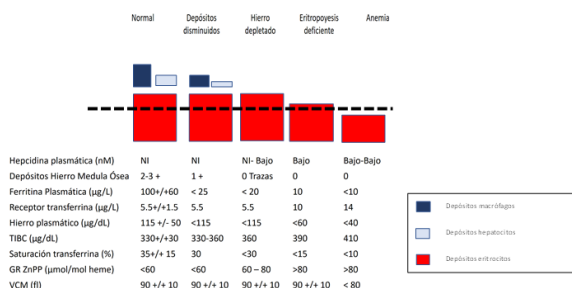 Normal Depósitos disminuidos Hierro depletado Eritropoyesis deficiente Anemia
Hepcidina plasmática (nM) NI NI NI- Bajo Bajo Bajo-Bajo
Depósitos Hierro Medula Ósea 2-3 + 1 + 0 Trazas 0 0
Ferritina Plasmática (µg/L) 100+/+60 < 25 < 20 10 <10
Receptor transferrina (µg/L) 5.5+/+1.5 5.5 5.5 10 14
Hierro plasmático (µg/dL) 115 +/- 50 <115 <115 <60 <40
TIBC (µg/dL) 330+/+30 330-360 360 390 410
Saturación transferrina (%) 35+/+ 15 30 <30 <15 <10
GR ZnPP (µmol/mol heme) <60 <60 60 – 80 >80 >80
VCM (fl) 90 +/+ 10 90 +/+ 10 90 +/+ 10 90 +/+ 10 < 80
Depósitos macrófagos
Depósitos hepatocitos
Depósitos eritrocitos